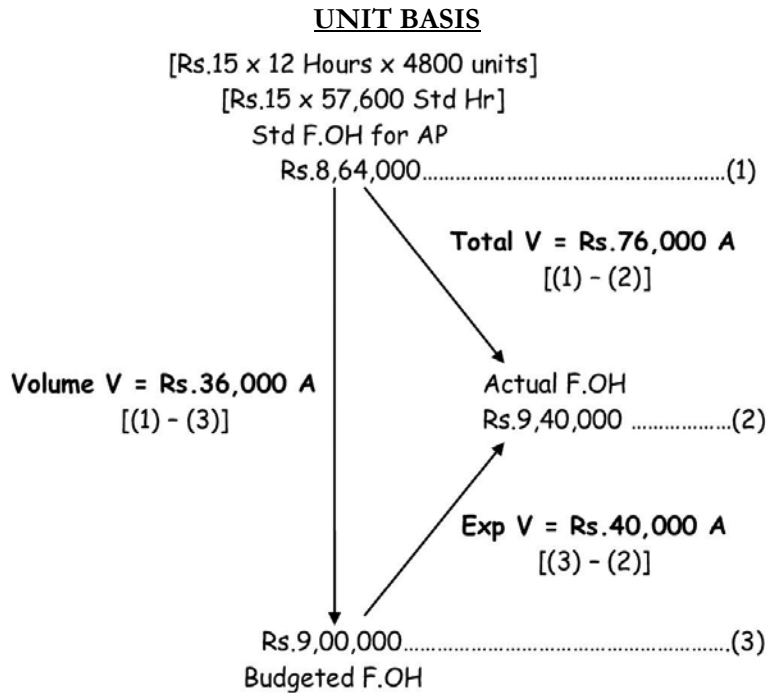 UNIT BASIS
[Rs.15 x 12 Hours x 4800 units]
[Rs.15 x 57,600 Std Hr]
Std F.OH for AP
Rs.8,64,000....................................................(1)
Total V = Rs.76,000 A
[(1) - (2)]
Volume V = Rs.36,000 A
[(1) - (3)]
Actual F.OH
Rs.9,40,000 .................(2)
Exp V = Rs.40,000 A
[(3) - (2)]
Rs.9,00,000.......................................................(3)
Budgeted F.OH